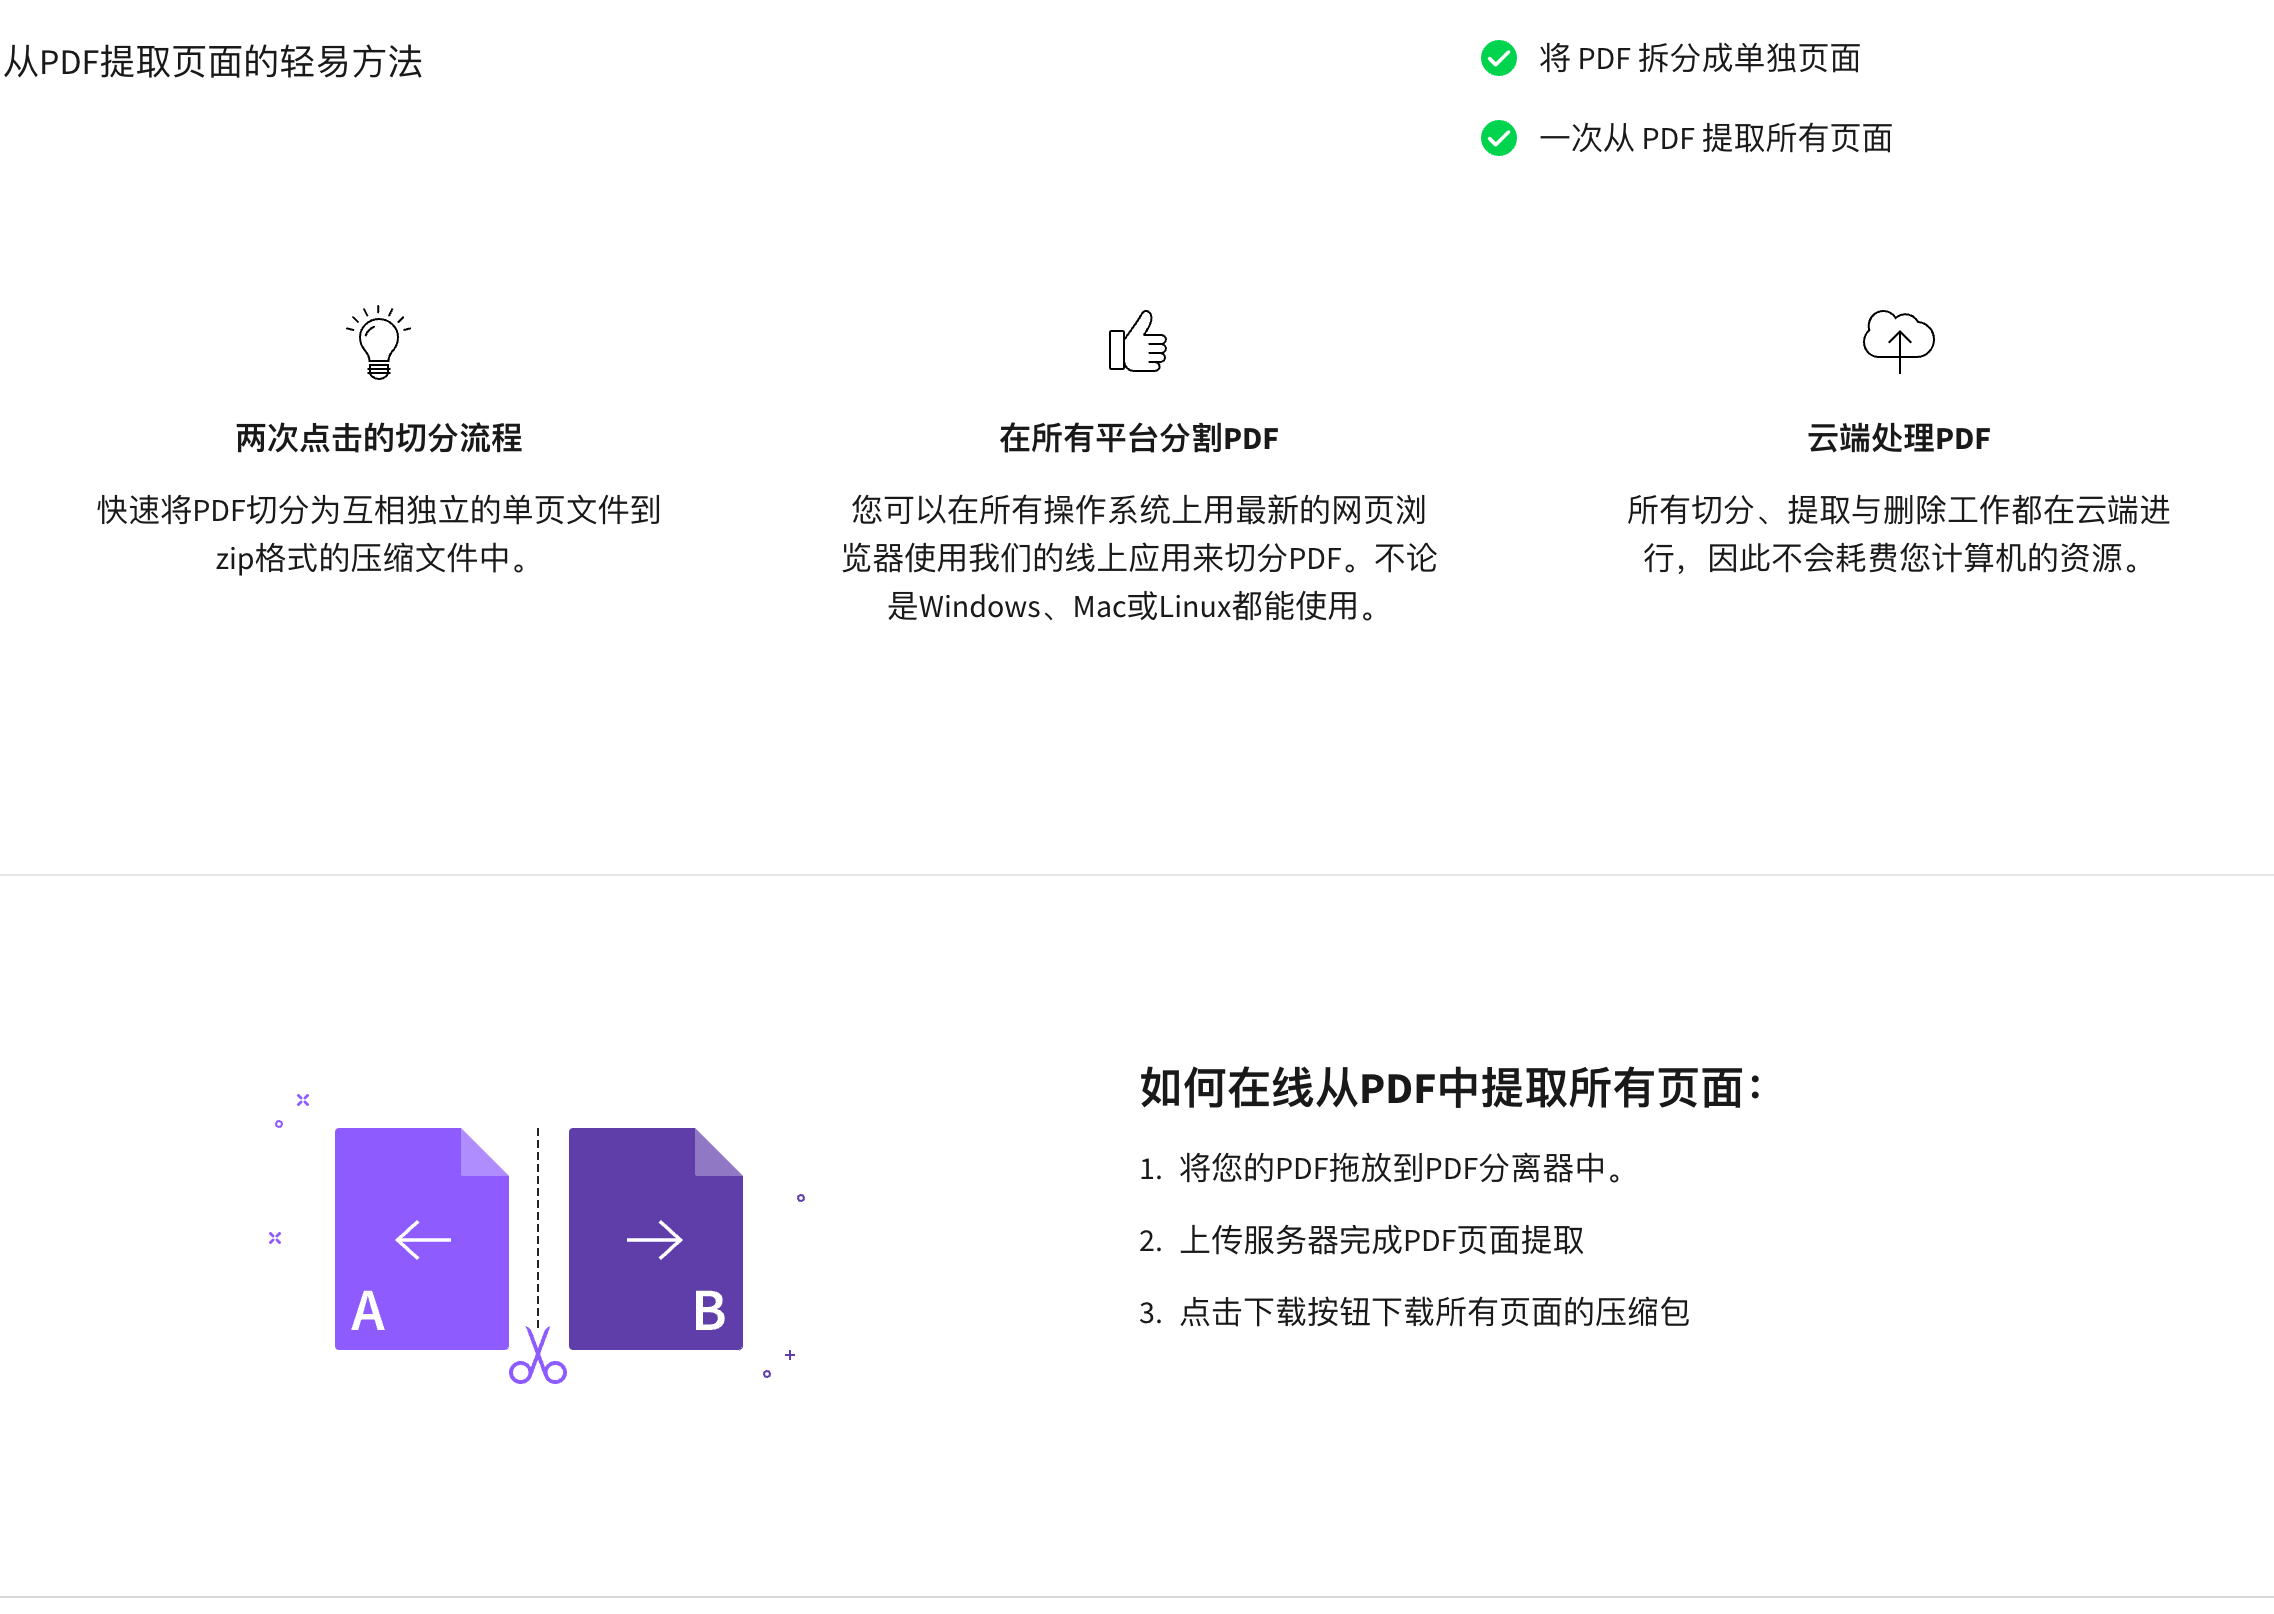 从PDF提取页面的轻易方法
将 PDF 拆分成单独页面
一次从 PDF 提取所有页面
两次点击的切分流程
快速将PDF切分为互相独立的单页文件到
zip格式的压缩文件中。
在所有平台分割PDF
您可以在所有操作系统上用最新的网页浏
览器使用我们的线上应用来切分PDF。不论
是Windows、Mac或Linux都能使用。
云端处理PDF
所有切分、提取与删除工作都在云端进
行，因此不会耗费您计算机的资源。
A
B
如何在线从PDF中提取所有页面：
1. 将您的PDF拖放到PDF分离器中。
2. 上传服务器完成PDF页面提取
3. 点击下载按钮下载所有页面的压缩包